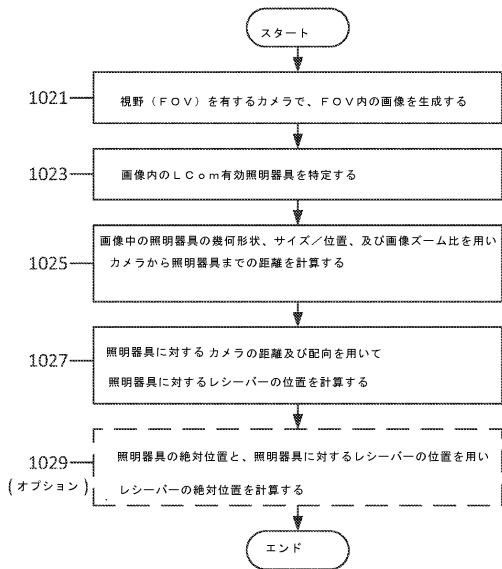 スタート
1021
視野(FOV)を有するカメラで、FOV内の画像を生成する
1023
画像内のLCom有効照明器具を特定する
1025
画像中の照明器具の幾何形状、サイズ/位置、及び画像ズーム比を用い
カメラから照明器具までの距離を計算する
1027
照明器具に対するカメラの距離及び配向を用いて
照明器具に対するレシーバーの位置を計算する
1029
(オプション)
照明器具の絶対位置と、照明器具に対するレシーバーの位置を用い
レシーバーの絶対位置を計算する
エンド